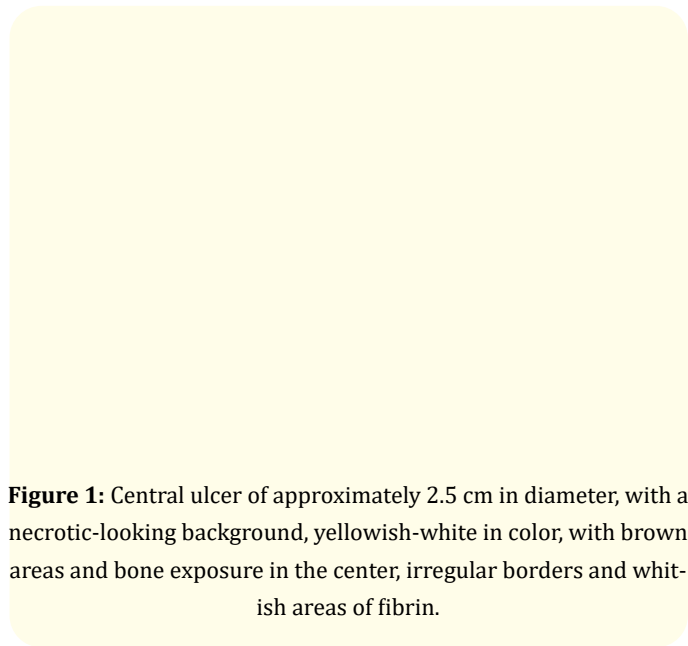 Figure 1: Central ulcer of approximately 2.5 cm in diameter, with a
necrotic-looking background, yellowish-white in color, with brown
areas and bone exposure in the center, irregular borders and whit-
ish areas of fibrin.